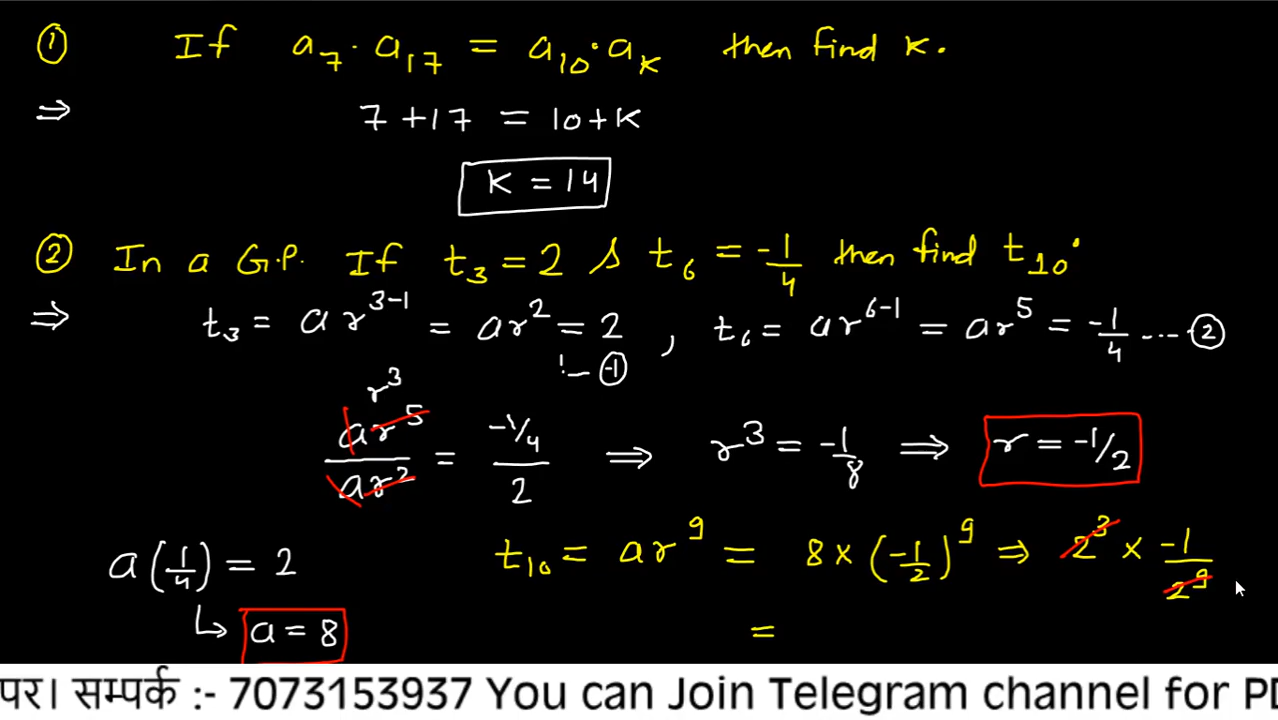 ① If a₇ · a₁₇ = a₁₀ · aₖ then find k.
⇒ 7 + 17 = 10 + k
k = 14
② In a G.P. If t₃ = 2 & t₆ = -1/4 then find t₁₀.
⇒ t₃ = a r³⁻¹ = ar² = 2 --- ① , t₆ = ar⁶⁻¹ = ar⁵ = -1/4 ---- ②
r³
ar⁵/ar² = (-1/4)/2 ⇒ r³ = -1/8 ⇒ r = -1/2
t₁₀ = ar⁹ = 8 × (-1/2)⁹ ⇒ 2³ × -1/2⁹
a(1/4) = 2
↳ a = 8
=
पर। सम्पर्क :- 7073153937 You can Join Telegram channel for PD